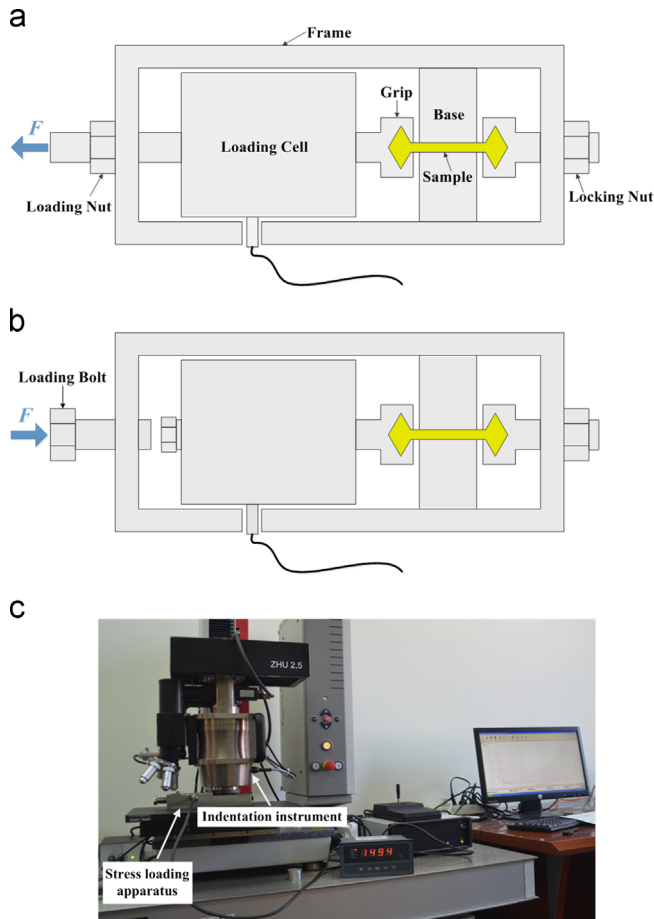 a
Frame
Grip
Base
F
Loading Cell
Sample
Loading Nut
Locking Nut
b
Loading Bolt
F
c
ZHU 2,5
Indentation instrument
1494
Stress loading
apparatus